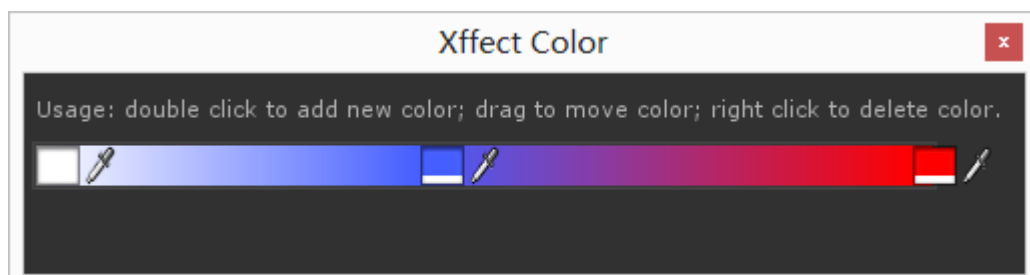 Xffect Color
x
Usage: double click to add new color; drag to move color; right click to delete color.